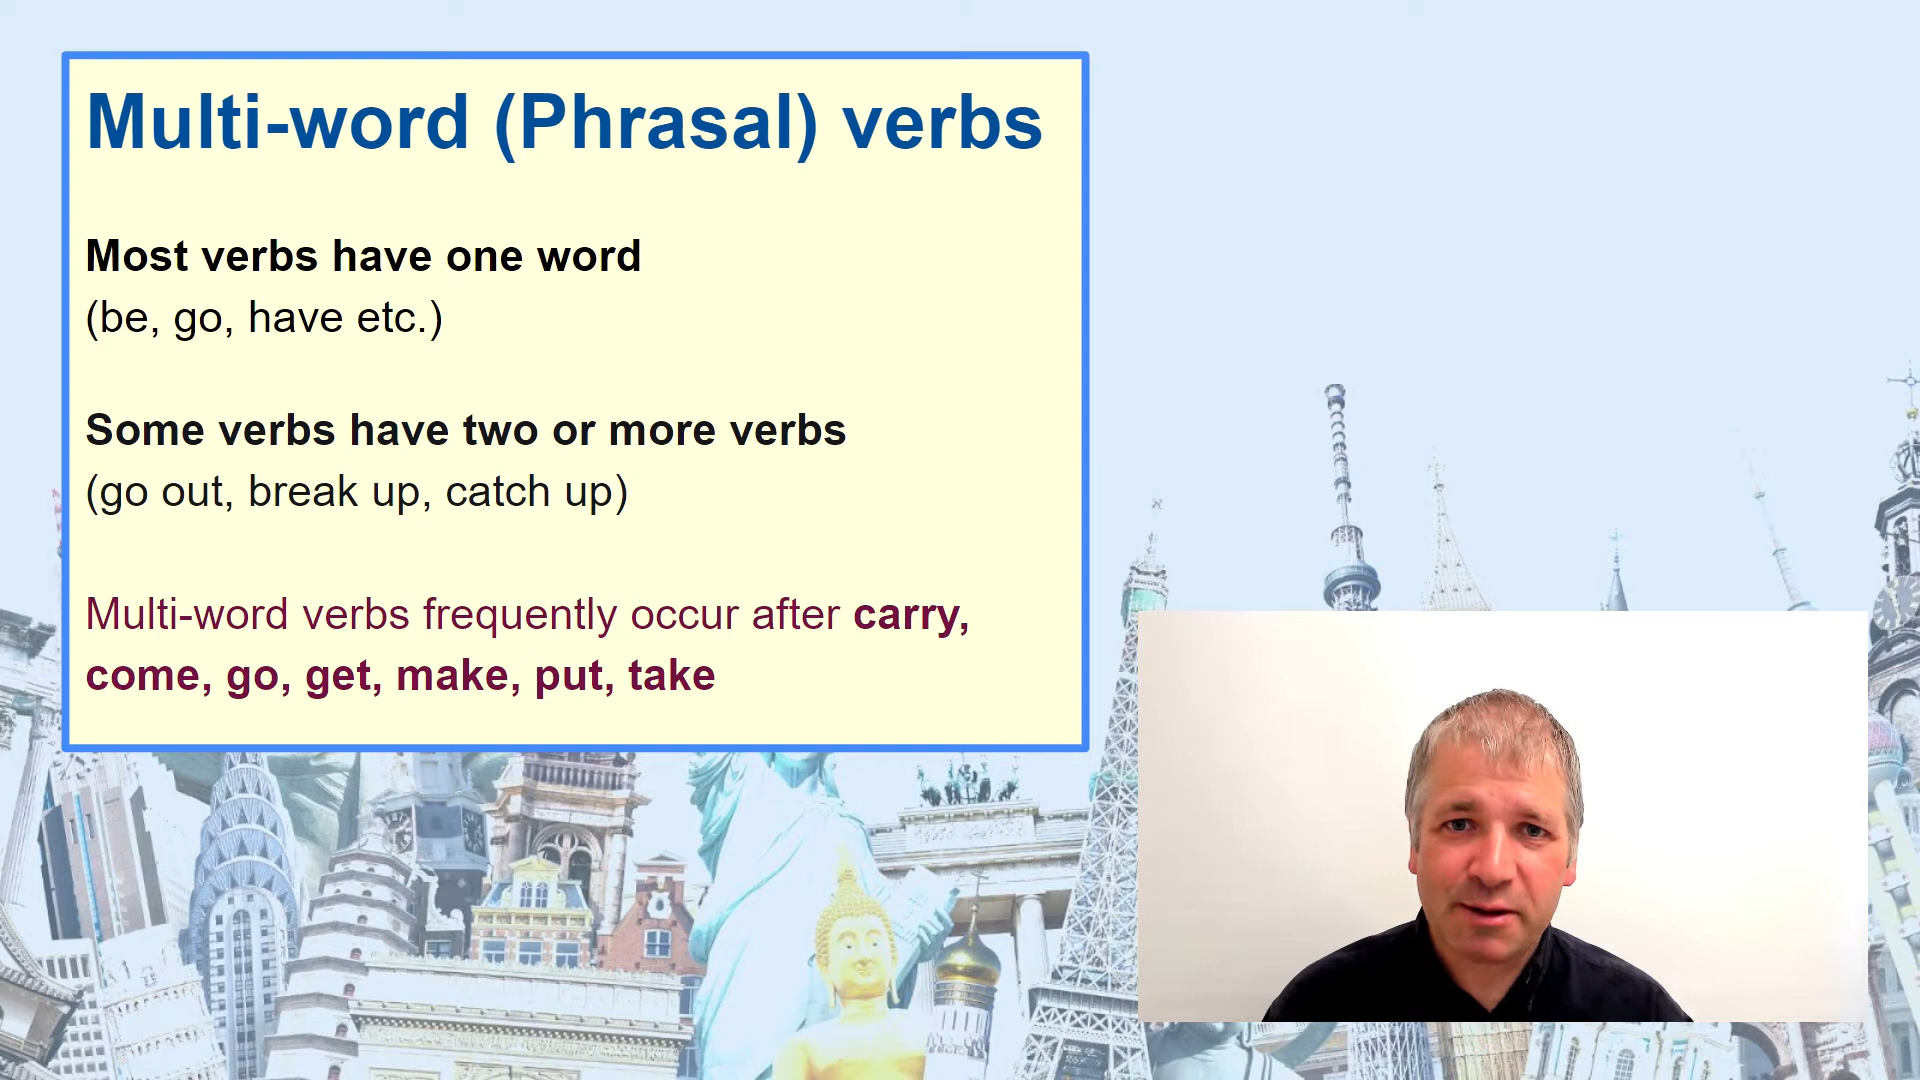 Multi-word (Phrasal) verbs
Most verbs have one word
(be, go, have etc.)
Some verbs have two or more verbs
(go out, break up, catch up)
Multi-word verbs frequently occur after carry,
come, go, get, make, put, take